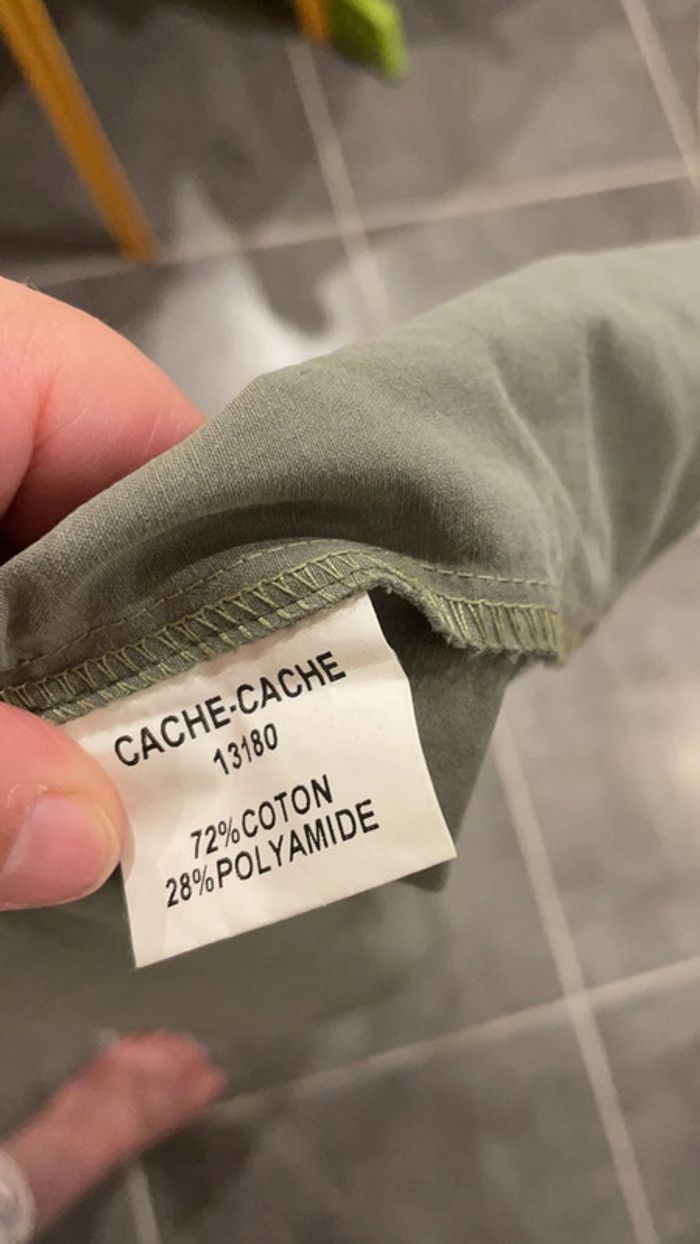 CACHE-CACHE
13180
72%COTON
28%POLYAMIDE